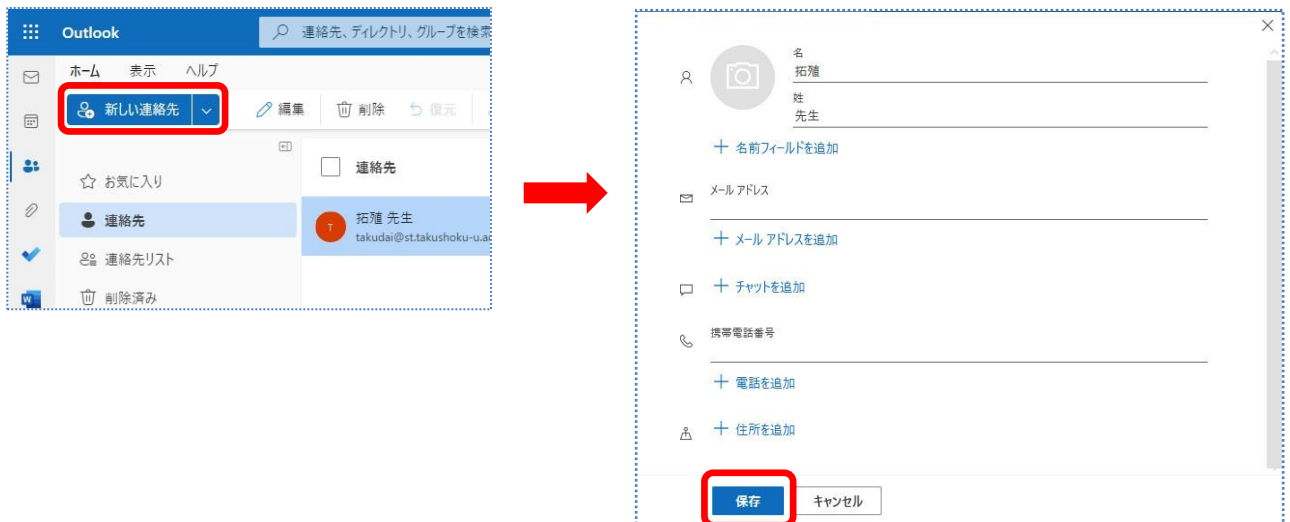 Outlook
連絡先、ディレクトリ、グループを検索
ホーム 表示 ヘルプ
新しい連絡先 編集 削除 復元
連絡先
お気に入り
連絡先
連絡先リスト
削除済み
T
拓殖 先生
takudai@st.takushoku-u.ac
W
名
拓殖
姓
先生
+ 名前フィールドを追加
メール アドレス
+ メール アドレスを追加
+ チャットを追加
携帯電話番号
+ 電話を追加
+ 住所を追加
保存 キャンセル